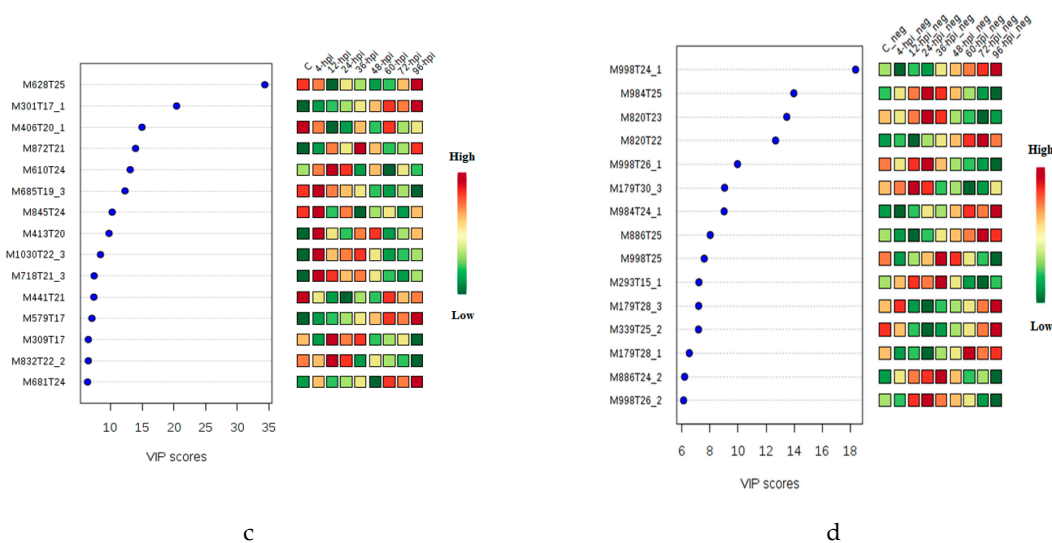 C 4-hpi 12-hpi 24-hpi 36-hpi 48-hpi 60-hpi 72-hpi 96-hpi
M628T25
M301T17_1
M406T20_1
M872T21
M610T24
M685T19_3
M845T24
M413T20
M1030T22_3
M718T21_3
M441T21
M579T17
M309T17
M832T22_2
M681T24
10 15 20 25 30 35
VIP scores
High
Low
c
C_neg 4-hpi_neg 12-hpi_neg 24-hpi_neg 36-hpi_neg 48-hpi_neg 60-hpi_neg 72-hpi_neg 96-hpi_neg
M998T24_1
M984T25
M820T23
M820T22
M998T26_1
M179T30_3
M984T24_1
M886T25
M998T25
M293T15_1
M179T28_3
M339T25_2
M179T28_1
M886T24_2
M998T26_2
6 8 10 12 14 16 18
VIP scores
High
Low
d